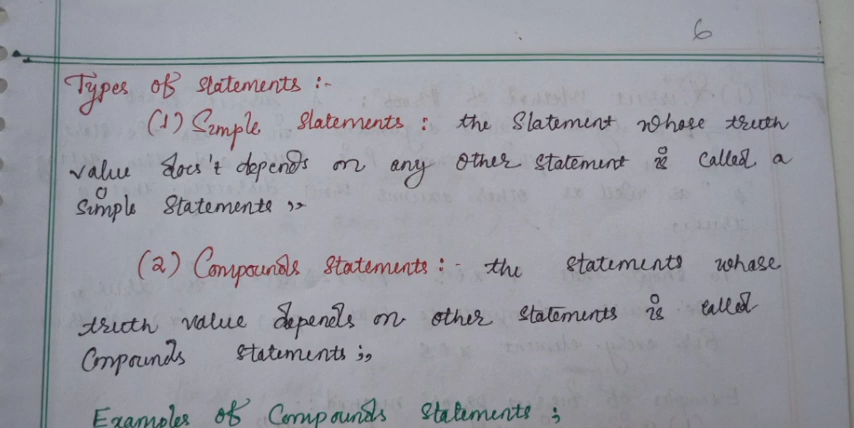 6
Types of statements :-
(1) Simple statements : the statement whose truth
value does't depends on any other statement is called a
simple statements ,,
(2) Compounds statements :- the statements whose
truth value depends on other statements is called
Compounds statements ;,
Examples of Compounds statements ;